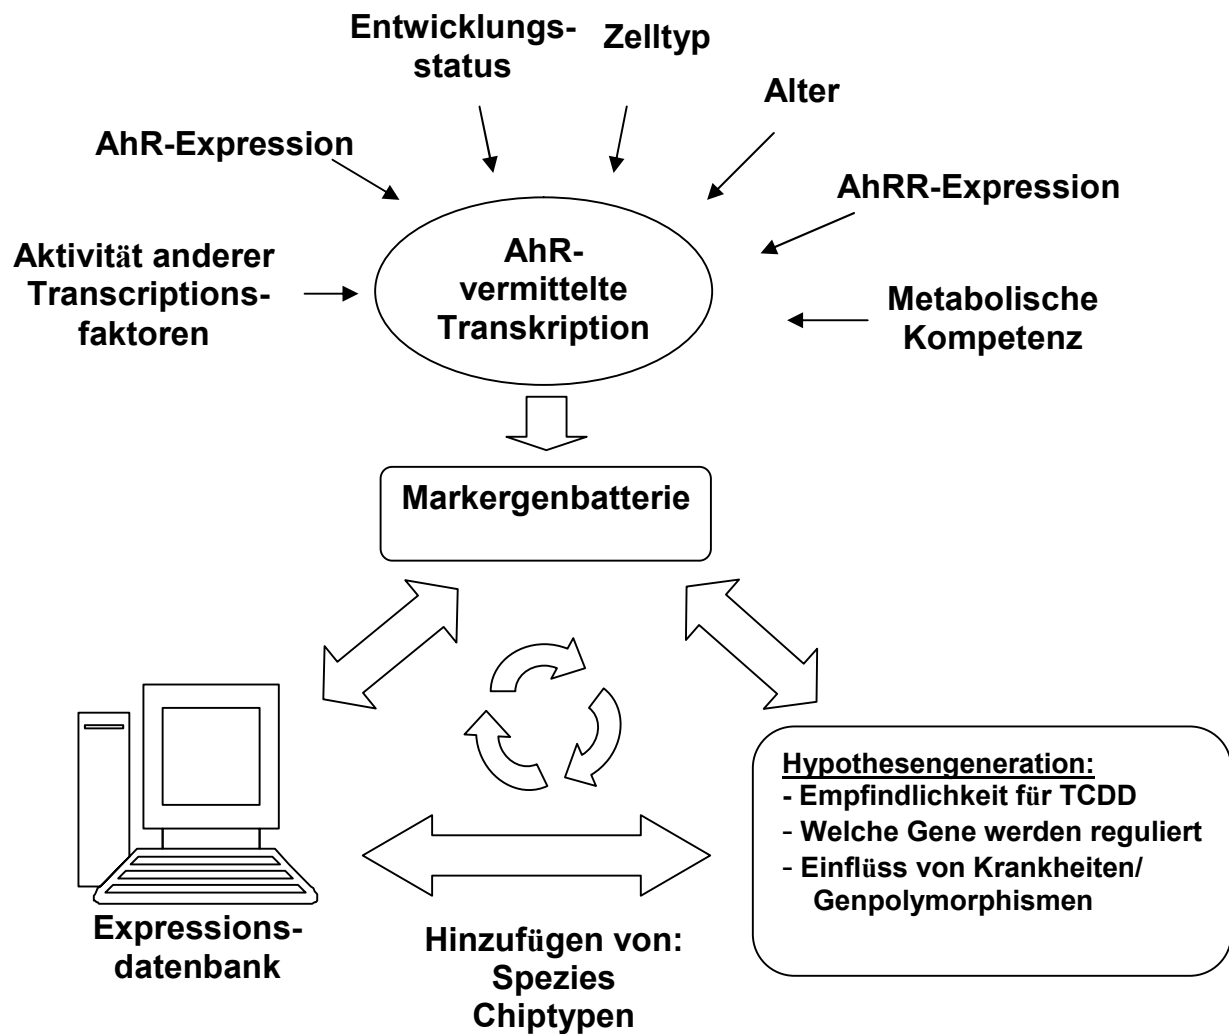 Entwicklungs-
status
Zelltyp
Alter
AhR-Expression
AhRR-Expression
Aktivität anderer
Transcriptions-
faktoren
AhR-
vermittelte
Transkription
Metabolische
Kompetenz
Markergenbatterie
Hypothesengeneration:
- Empfindlichkeit für TCDD
- Welche Gene werden reguliert
- Einflüss von Krankheiten/
Genpolymorphismen
Expressions-
datenbank
Hinzufügen von:
Spezies
Chiptypen